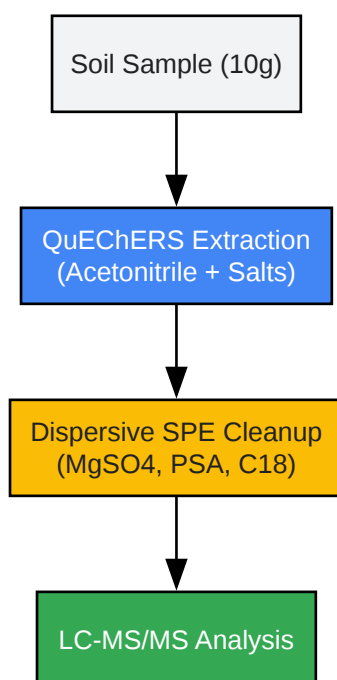 Soil Sample (10g)
QuEChERS Extraction
(Acetonitrile + Salts)
Dispersive SPE Cleanup
(MgSO4, PSA, C18)
LC-MS/MS Analysis